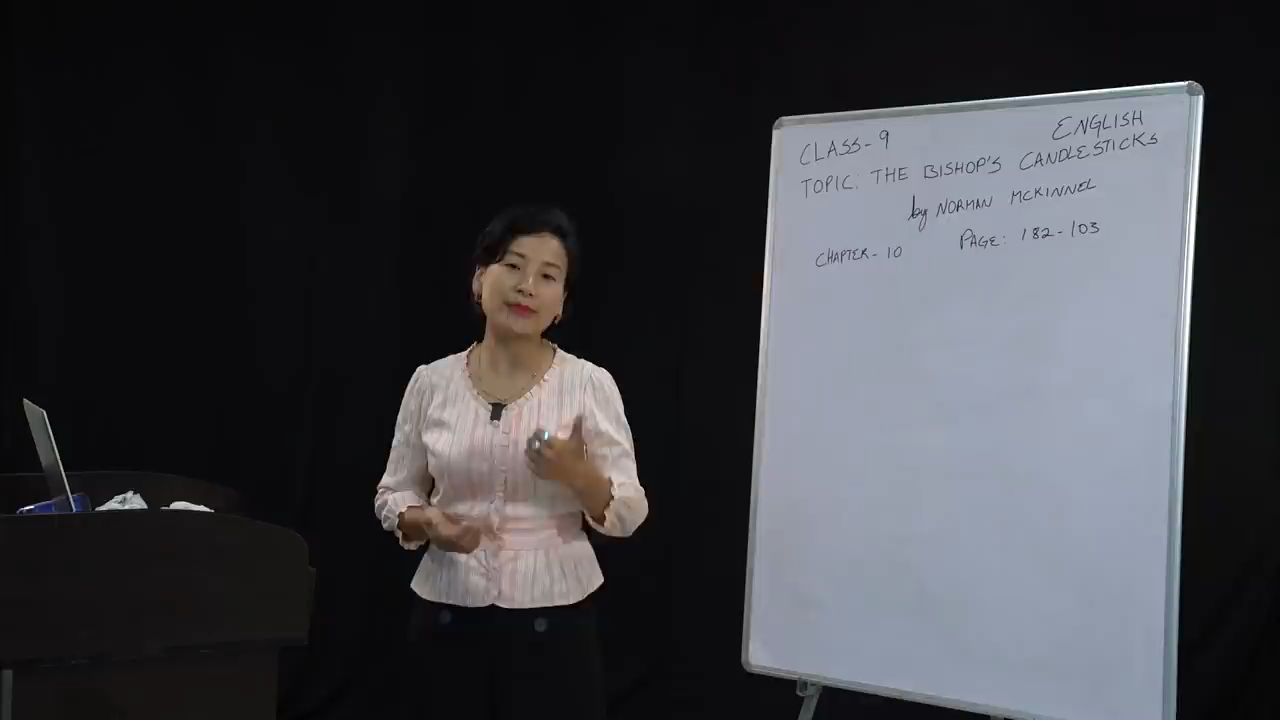 CLASS-9 ENGLISH
TOPIC: THE BISHOP'S CANDLESTICKS
by NORMAN MCKINNEL
CHAPTER-10 PAGE: 182-103